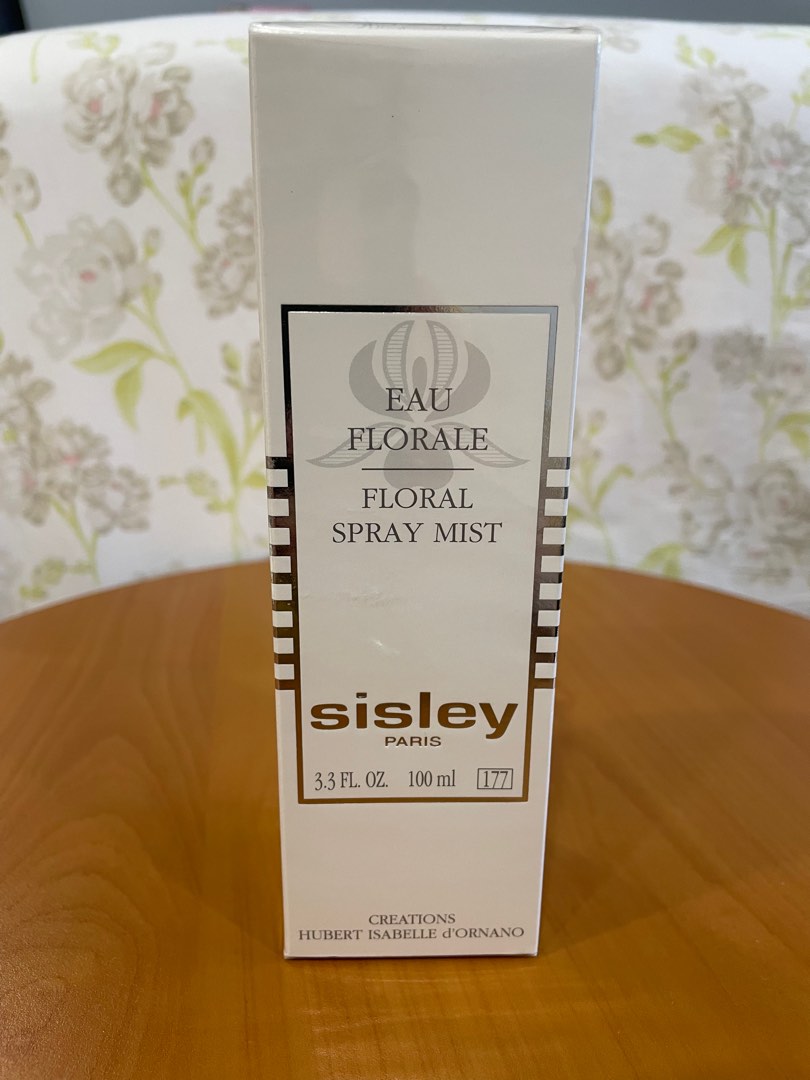 EAU
FLORALE
FLORAL
SPRAY MIST
sisley
PARIS
3.3 FL. OZ. 100 ml 177
CREATIONS
HUBERT ISABELLE d'ORNANO